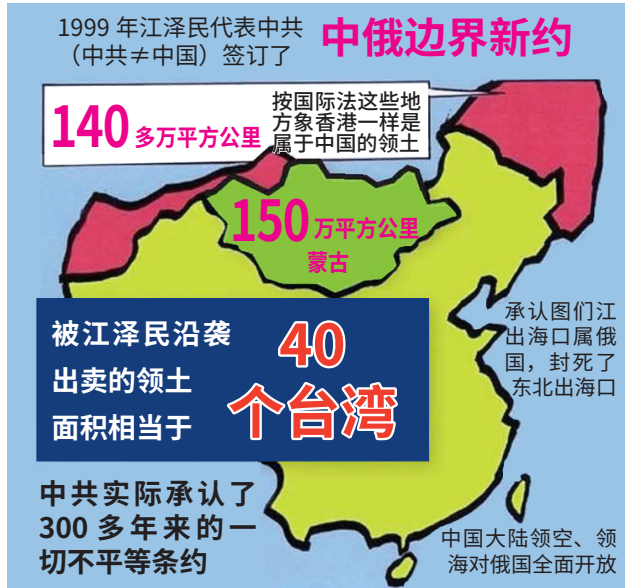 1999 年江泽民代表中共
（中共≠中国）签订了
中俄边界新约
140 多万平方公里
按国际法这些地
方象香港一样是
属于中国的领土
150 万平方公里
蒙古
被江泽民沿袭
出卖的领土
面积相当于
40
个台湾
承认图们江
出海口属俄
国，封死了
东北出海口
中共实际承认了
300 多年来的一
切不平等条约
中国大陆领空、领
海对俄国全面开放